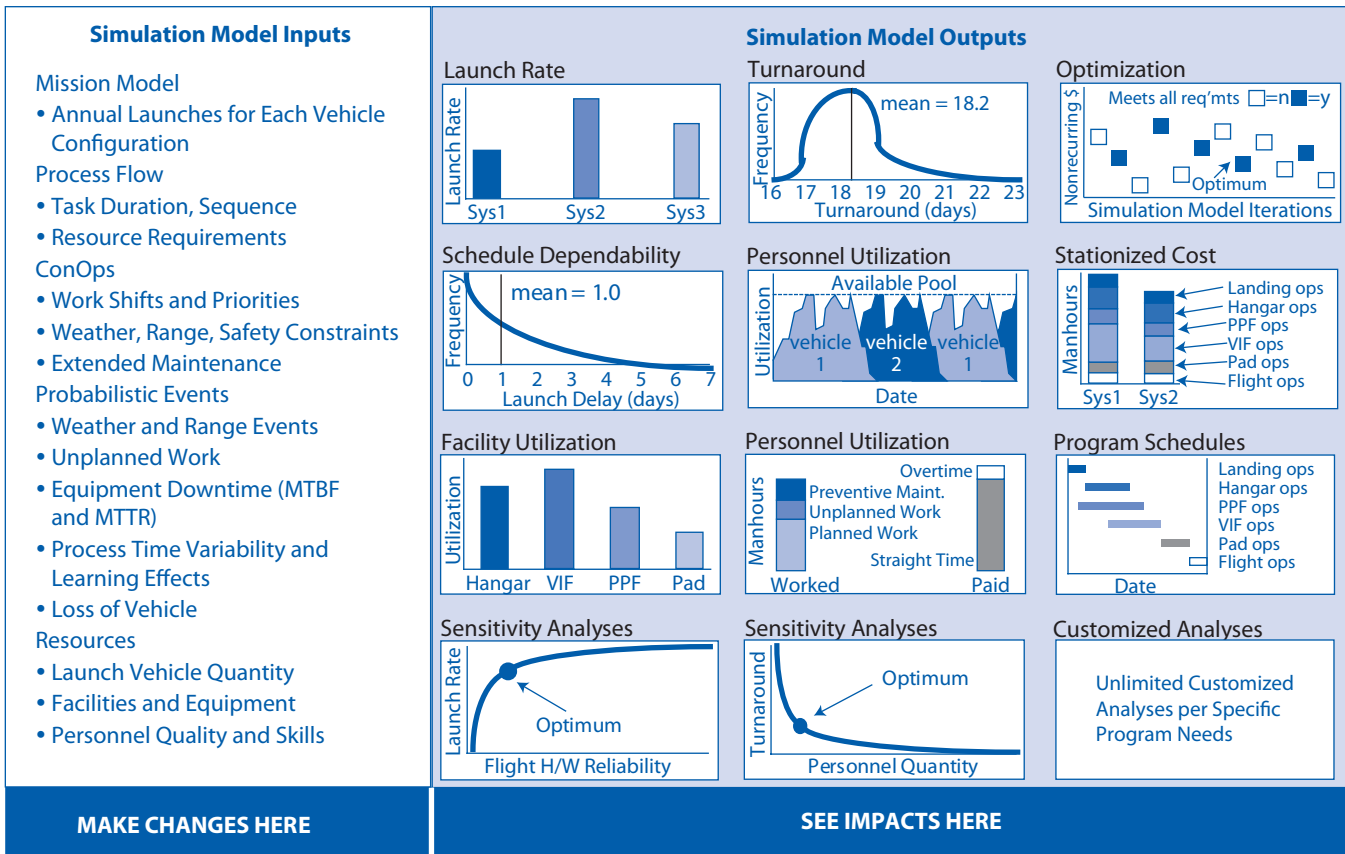 Simulation Model Inputs
Mission Model
• Annual Launches for Each Vehicle
Configuration
Process Flow
• Task Duration, Sequence
• Resource Requirements
ConOps
• Work Shifts and Priorities
• Weather, Range, Safety Constraints
• Extended Maintenance
Probabilistic Events
• Weather and Range Events
• Unplanned Work
• Equipment Downtime (MTBF
and MTTR)
• Process Time Variability and
Learning Effects
• Loss of Vehicle
Resources
• Launch Vehicle Quantity
• Facilities and Equipment
• Personnel Quality and Skills
MAKE CHANGES HERE
Simulation Model Outputs
Launch Rate
Launch Rate
Sys1 Sys2 Sys3
Turnaround
Frequency
mean = 18.2
16 17 18 19 20 21 22 23
Turnaround (days)
Optimization
Nonrecurring $
Meets all req'mts =n =y
Optimum
Simulation Model Iterations
Schedule Dependability
Frequency
mean = 1.0
0 1 2 3 4 5 6 7
Launch Delay (days)
Personnel Utilization
Utilization
Available Pool
vehicle vehicle vehicle
1 2 1
Date
Stationized Cost
Manhours
Landing ops
Hangar ops
PPF ops
VIF ops
Pad ops
Flight ops
Sys1 Sys2
Facility Utilization
Utilization
Hangar VIF PPF Pad
Personnel Utilization
Manhours
Overtime
Preventive Maint.
Unplanned Work
Planned Work
Straight Time
Worked Paid
Program Schedules
Landing ops
Hangar ops
PPF ops
VIF ops
Pad ops
Flight ops
Date
Sensitivity Analyses
Launch Rate
Optimum
Flight H/W Reliability
Sensitivity Analyses
Turnaround
Optimum
Personnel Quantity
Customized Analyses
Unlimited Customized
Analyses per Specific
Program Needs
SEE IMPACTS HERE